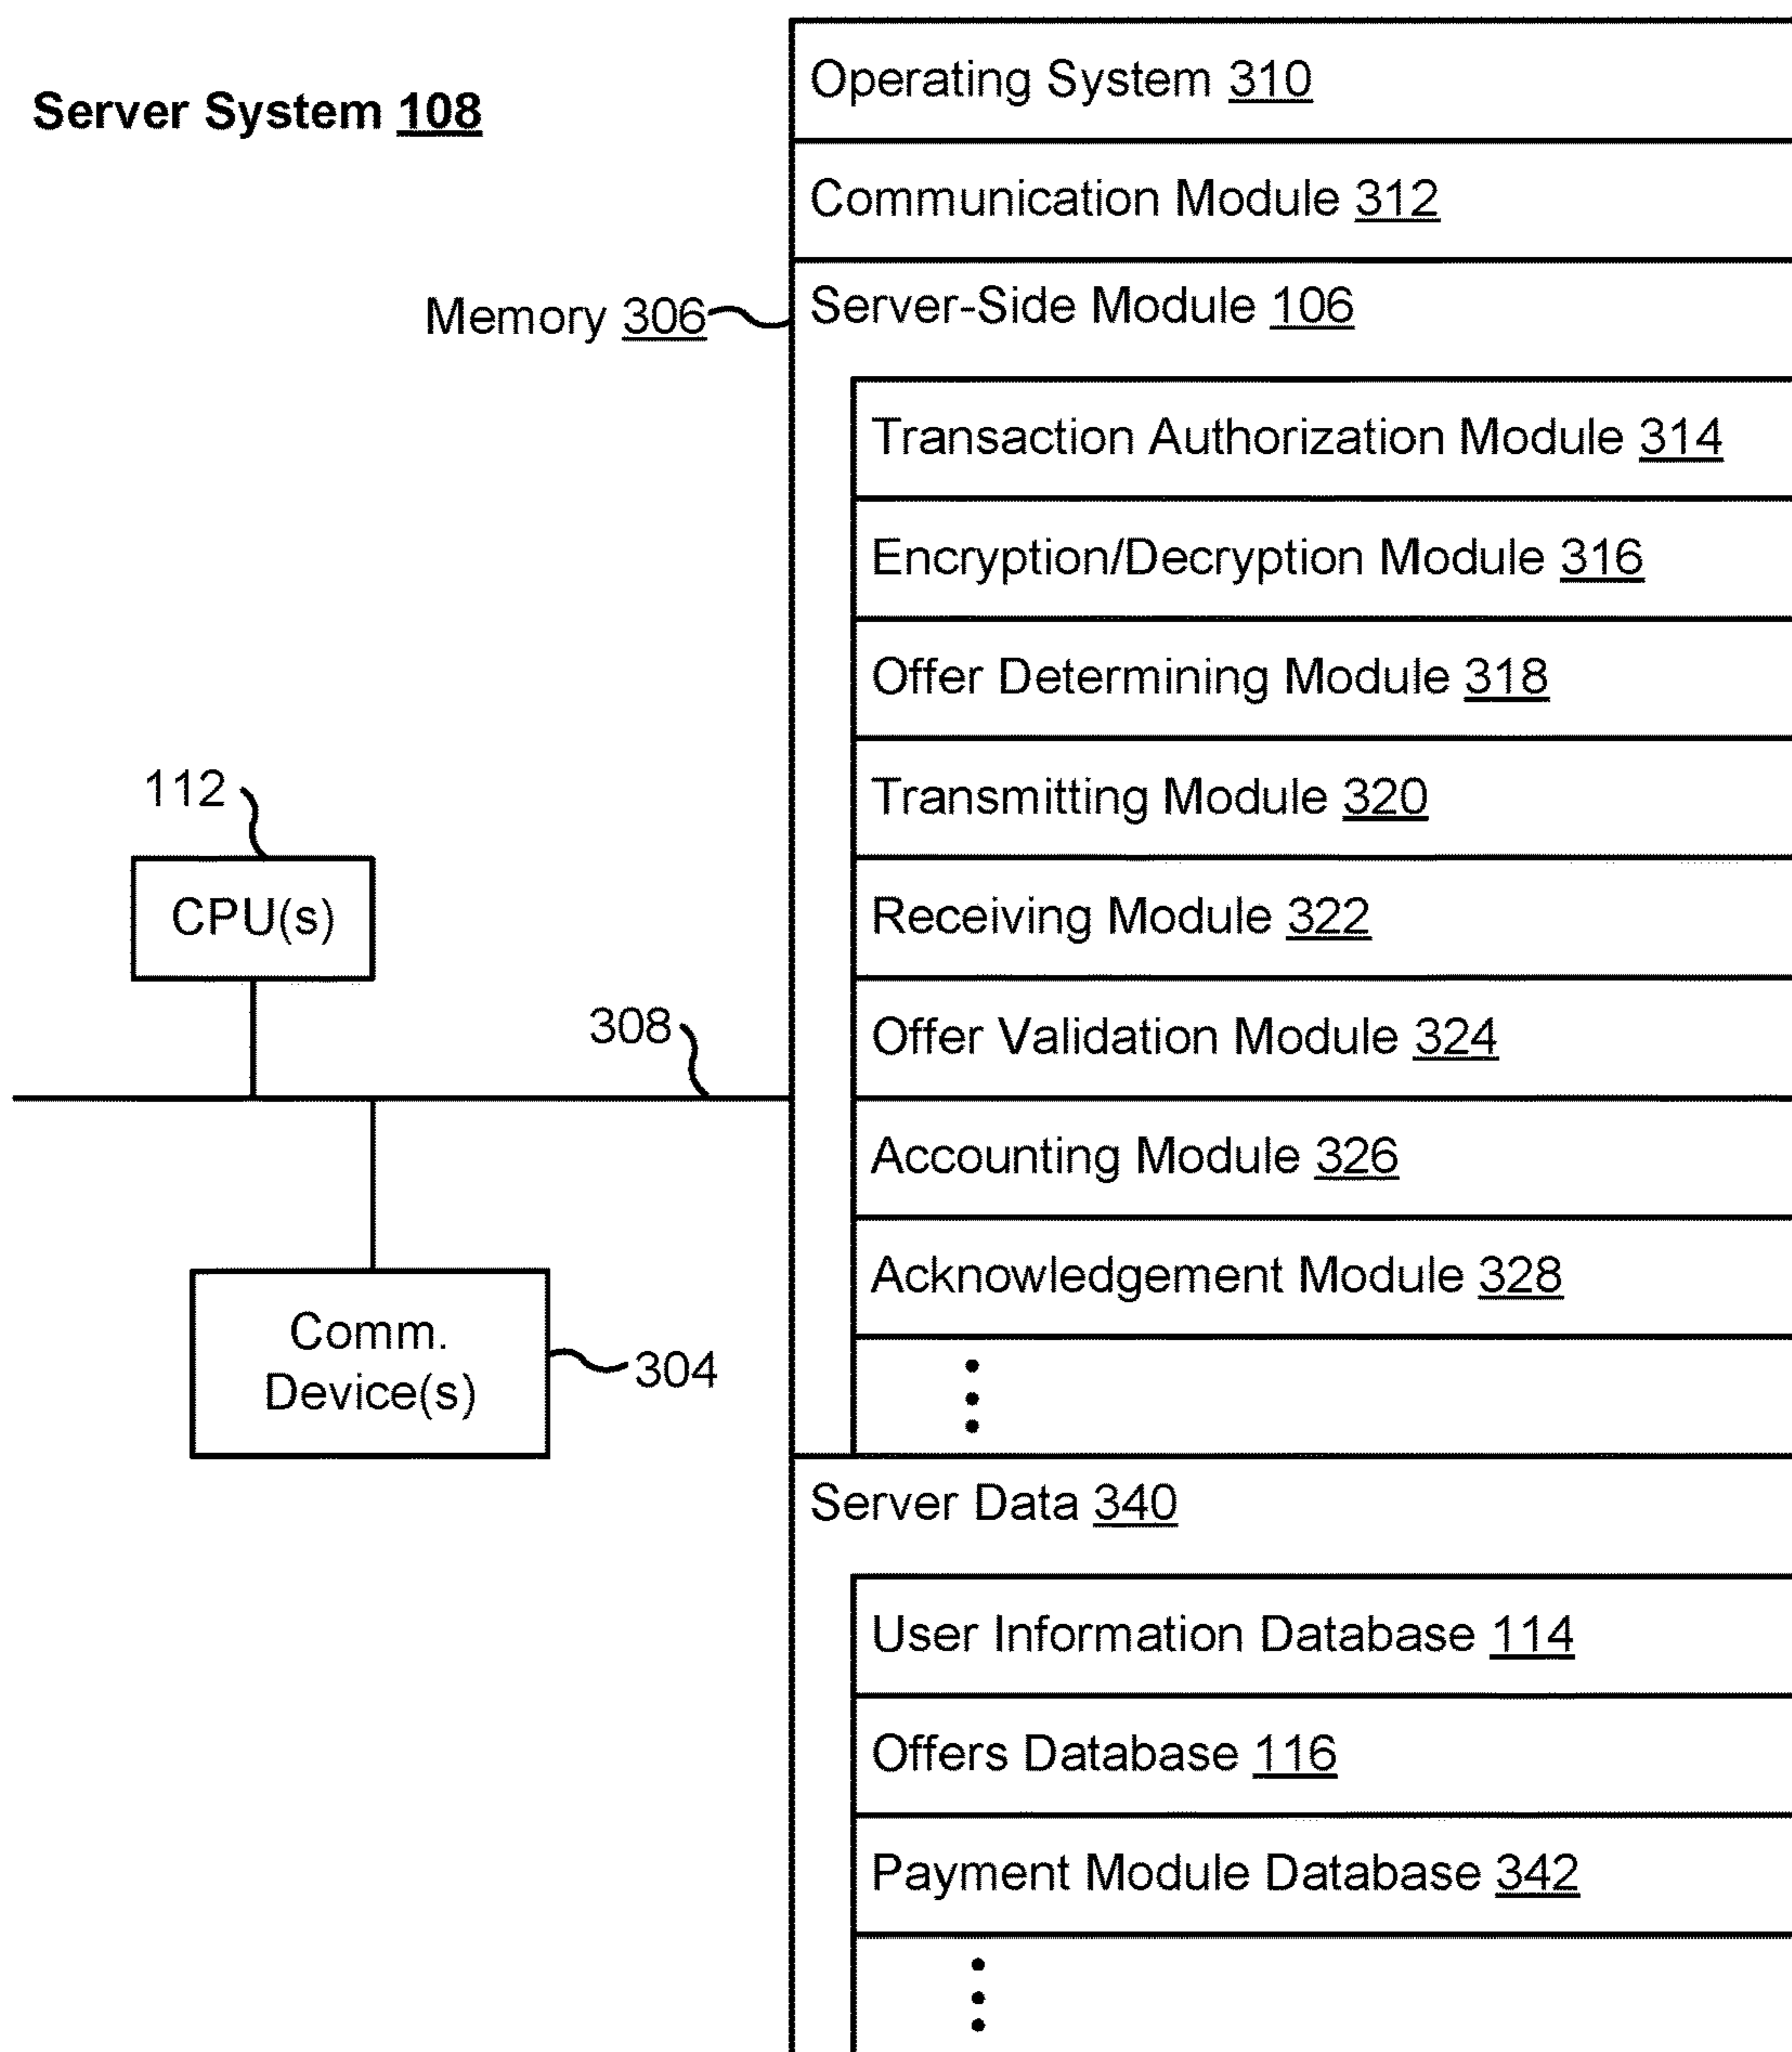 Server System 108
Operating System 310
Communication Module 312
Memory 306
Server-Side Module 106
Transaction Authorization Module 314
Encryption/Decryption Module 316
Offer Determining Module 318
Transmitting Module 320
112
CPU(s)
Receiving Module 322
308
Offer Validation Module 324
Accounting Module 326
Acknowledgement Module 328
Comm.
Device(s)
304
Server Data 340
User Information Database 114
Offers Database 116
Payment Module Database 342